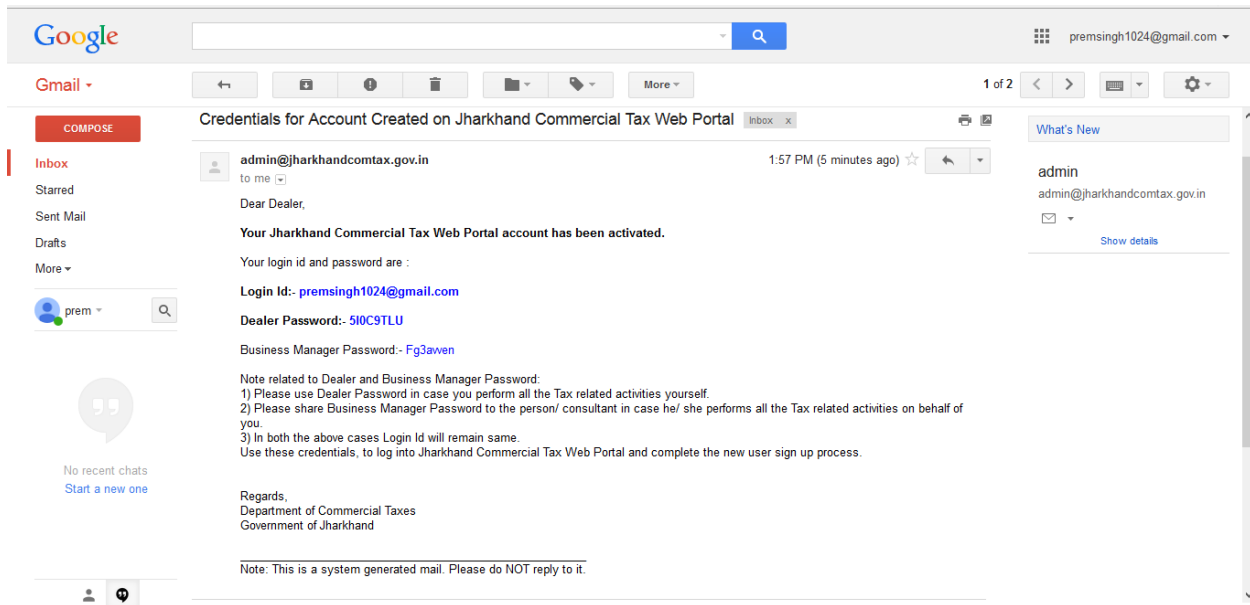 Google
premsingh1024@gmail.com
Gmail
More
1 of 2
COMPOSE
Inbox
Starred
Sent Mail
Drafts
More
prem
No recent chats
Start a new one
Credentials for Account Created on Jharkhand Commercial Tax Web Portal Inbox x
admin@jharkhandcomtax.gov.in 1:57 PM (5 minutes ago)
to me
Dear Dealer,
Your Jharkhand Commercial Tax Web Portal account has been activated.
Your login id and password are :
Login Id:- premsingh1024@gmail.com
Dealer Password:- 5I0C9TLU
Business Manager Password:- Fg3awen
Note related to Dealer and Business Manager Password:
1) Please use Dealer Password in case you perform all the Tax related activities yourself.
2) Please share Business Manager Password to the person/ consultant in case he/ she performs all the Tax related activities on behalf of
you.
3) In both the above cases Login Id will remain same.
Use these credentials, to log into Jharkhand Commercial Tax Web Portal and complete the new user sign up process.
Regards,
Department of Commercial Taxes
Government of Jharkhand
Note: This is a system generated mail. Please do NOT reply to it.
What's New
admin
admin@jharkhandcomtax.gov.in
Show details